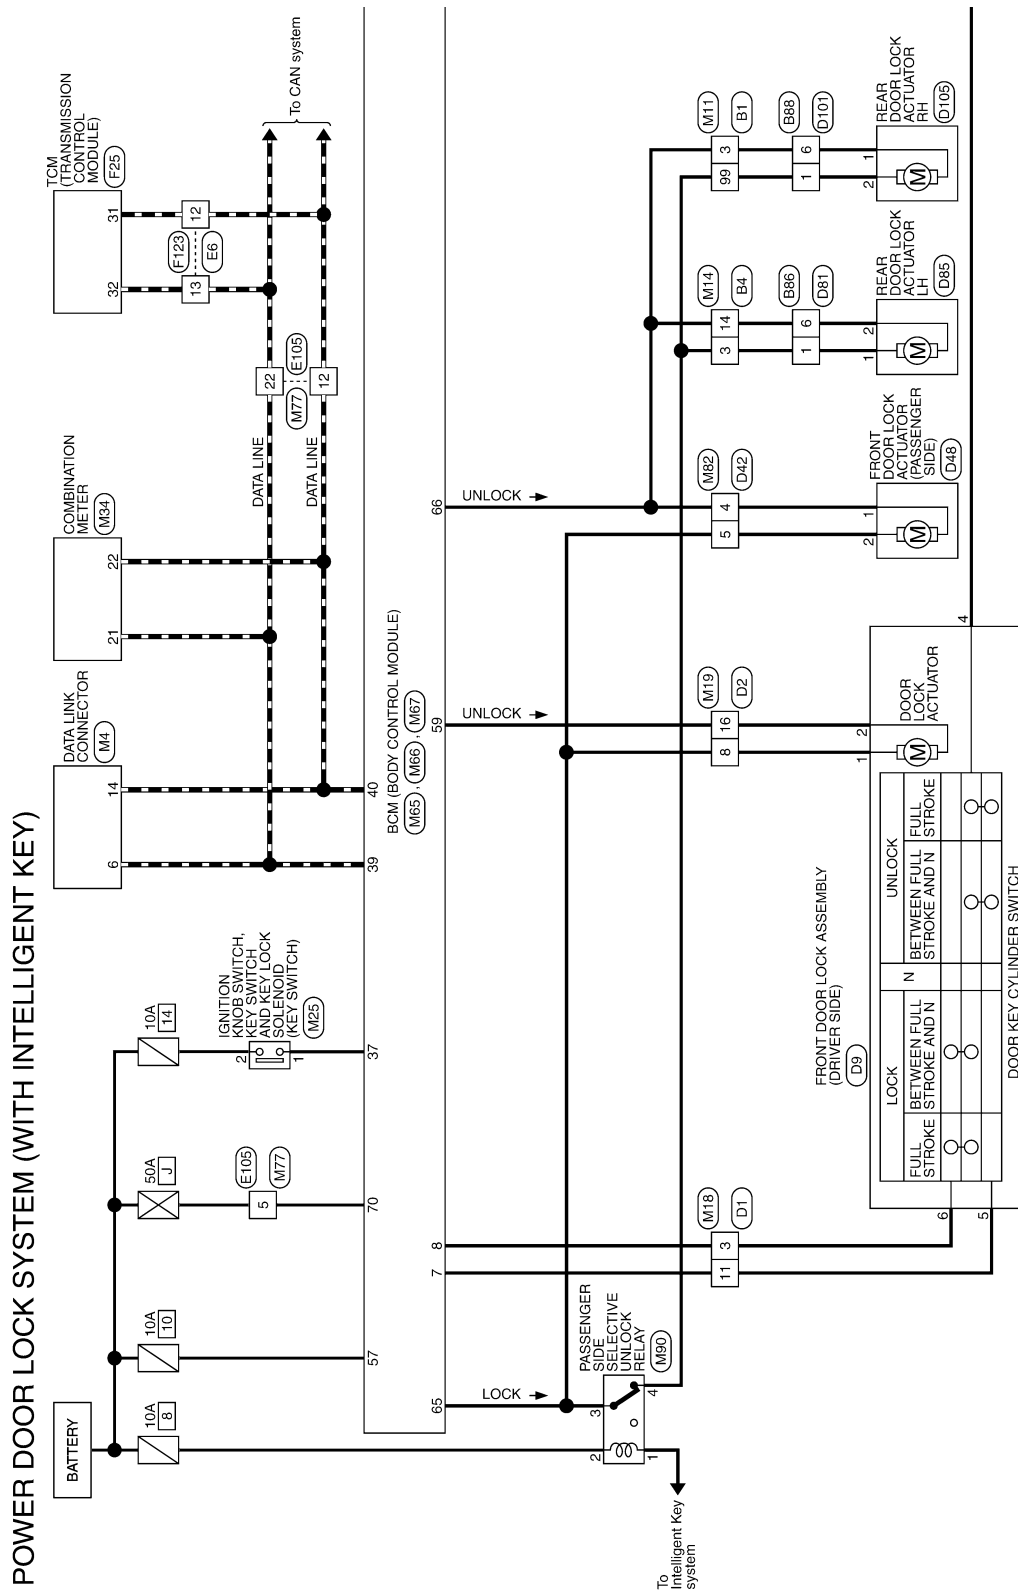 POWER DOOR LOCK SYSTEM (WITH INTELLIGENT KEY)
BATTERY
10A
8
10A
10
50A
J
10A
14
E105
5
M77
IGNITION
KNOB SWITCH,
KEY SWITCH
AND KEY LOCK
SOLENOID
(KEY SWITCH)
M25
2
1
DATA LINK
CONNECTOR
M4
6
14
COMBINATION
METER
M34
21
22
TCM
(TRANSMISSION
CONTROL
MODULE)
F25
32
31
13
12
F123
E6
22
12
M77
E105
DATA LINE
DATA LINE
To CAN system
57
70
37
39
40
BCM (BODY CONTROL MODULE)
M65 , M66 , M67
65
7
8
59
66
LOCK
UNLOCK
UNLOCK
PASSENGER
SIDE
SELECTIVE
UNLOCK
RELAY
M90
2
3
1
4
To
Intelligent Key
system
11
3
M18
D1
8
16
M19
D2
5
4
M82
D42
3
14
M14
B4
1
6
B86
D81
99
3
M11
B1
1
6
B88
D101
FRONT DOOR LOCK ASSEMBLY
(DRIVER SIDE)
D9
6
5
1
2
4
LOCK
N
UNLOCK
FULL
STROKE
BETWEEN FULL
STROKE AND N
BETWEEN FULL
STROKE AND N
FULL
STROKE
DOOR KEY CYLINDER SWITCH
M
DOOR
LOCK
ACTUATOR
2
1
M
FRONT
DOOR LOCK
ACTUATOR
(PASSENGER
SIDE)
D48
1
2
M
REAR
DOOR LOCK
ACTUATOR
LH
D85
2
1
M
REAR
DOOR LOCK
ACTUATOR
RH
D105